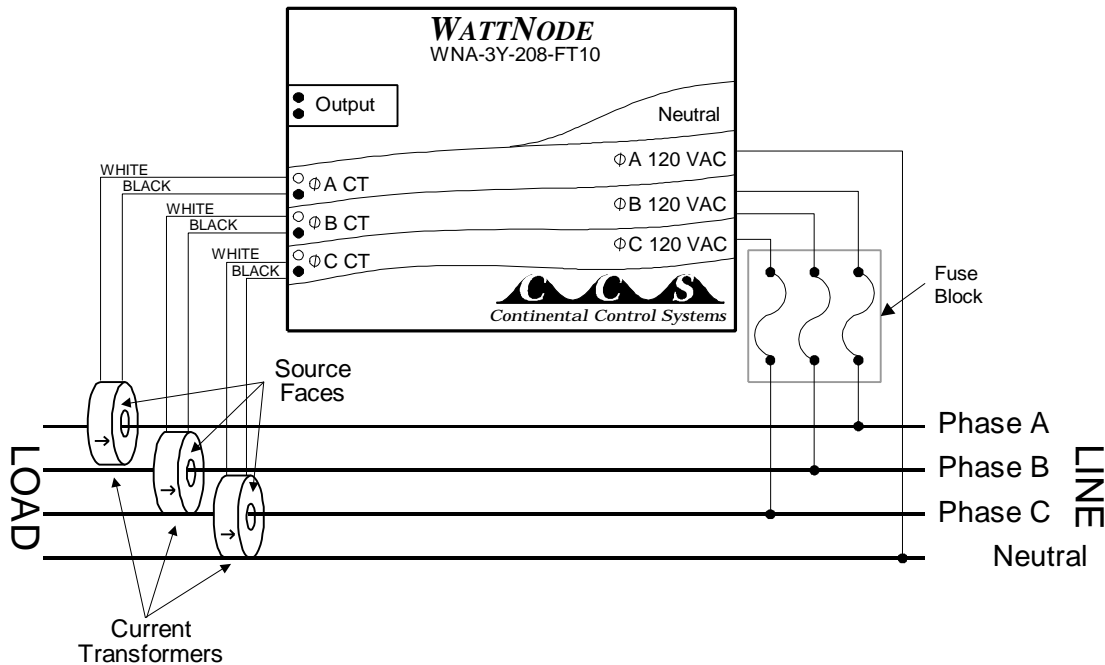 WATTNODE
WNA-3Y-208-FT10
Output
Neutral
ΦA 120 VAC
WHITE
BLACK
ΦA CT
ΦB 120 VAC
WHITE
BLACK
ΦB CT
ΦC 120 VAC
WHITE
BLACK
ΦC CT
CCS
Continental Control Systems
Fuse
Block
Source
Faces
Phase A
Phase B
Phase C
Neutral
LOAD
LINE
Current
Transformers